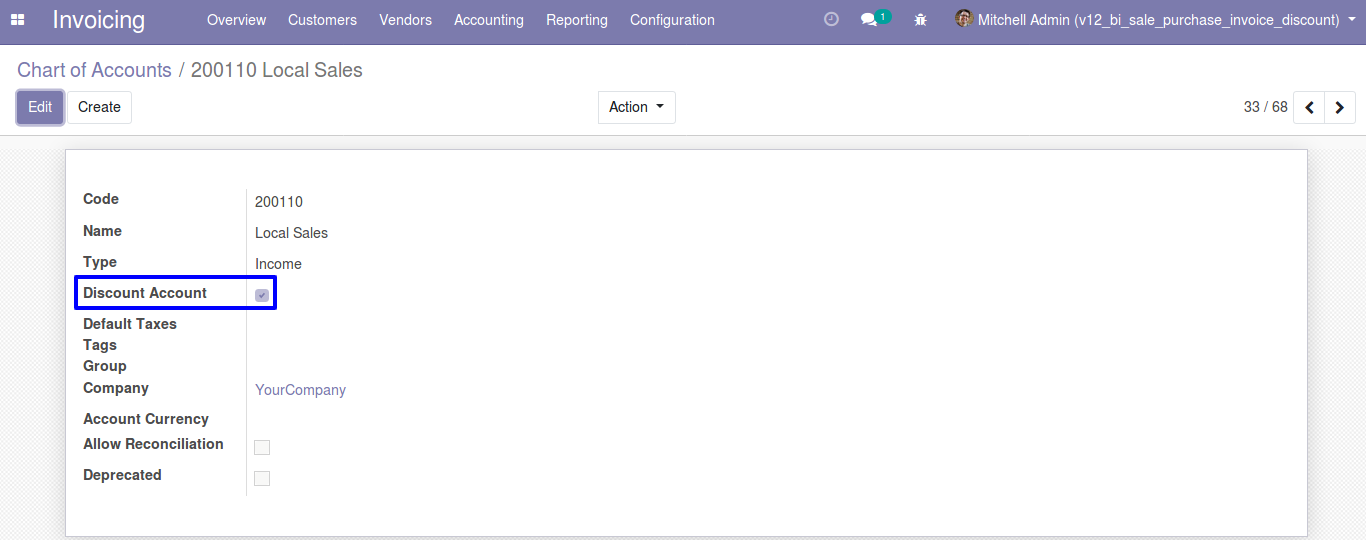 Invoicing Overview Customers Vendors Accounting Reporting Configuration 1 Mitchell Admin (v12_bi_sale_purchase_invoice_discount)
Chart of Accounts / 200110 Local Sales
Edit Create Action 33 / 68
Code 200110
Name Local Sales
Type Income
Discount Account
Default Taxes
Tags
Group
Company YourCompany
Account Currency
Allow Reconciliation
Deprecated